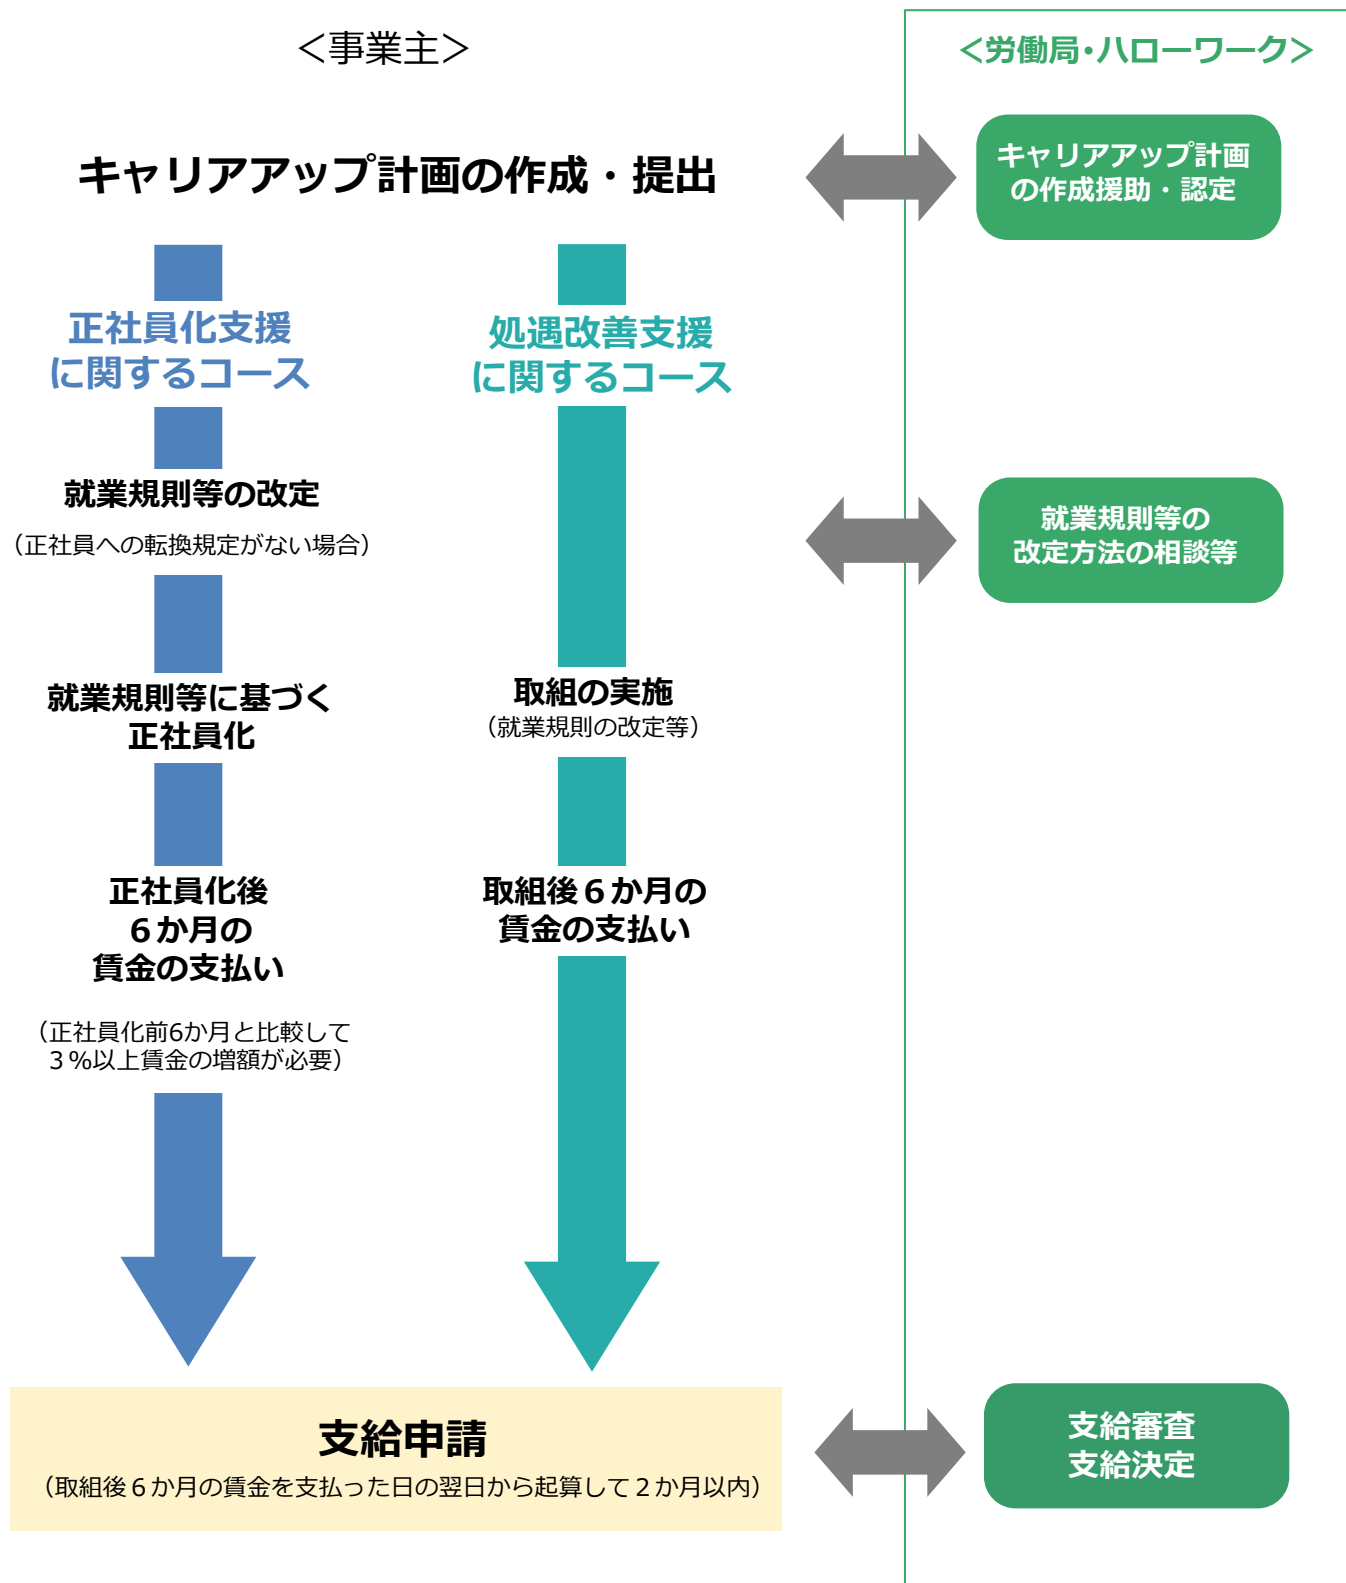 ＜事業主＞
＜労働局･ハローワーク＞
キャリアアップ計画の作成・提出
キャリアアップ計画
の作成援助・認定
正社員化支援
に関するコース
処遇改善支援
に関するコース
就業規則等の改定
（正社員への転換規定がない場合）
就業規則等の
改定方法の相談等
就業規則等に基づく
正社員化
取組の実施
（就業規則の改定等）
正社員化後
６か月の
賃金の支払い
（正社員化前6か月と比較して
３%以上賃金の増額が必要）
取組後６か月の
賃金の支払い
支給申請
（取組後６か月の賃金を支払った日の翌日から起算して２か月以内）
支給審査
支給決定